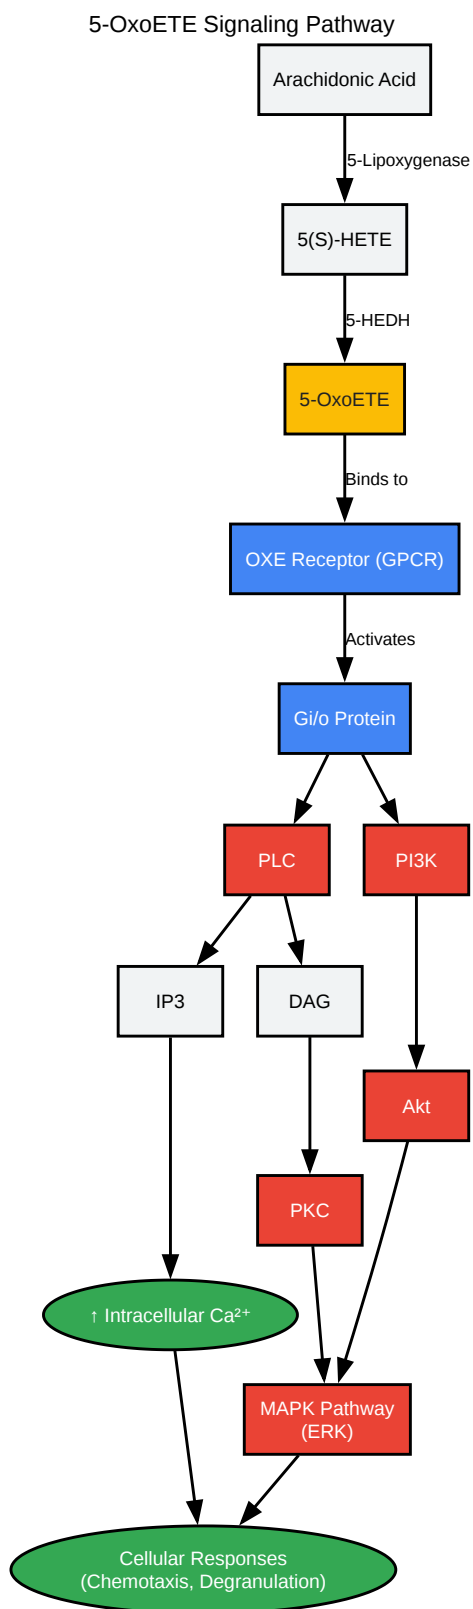 5-OxoETE Signaling Pathway
Arachidonic Acid
5-Lipoxygenase
5(S)-HETE
5-HEDH
5-OxoETE
Binds to
OXE Receptor (GPCR)
Activates
Gi/o Protein
PLC
PI3K
IP3
DAG
Akt
PKC
↑ Intracellular Ca²⁺
MAPK Pathway
(ERK)
Cellular Responses
(Chemotaxis, Degranulation)